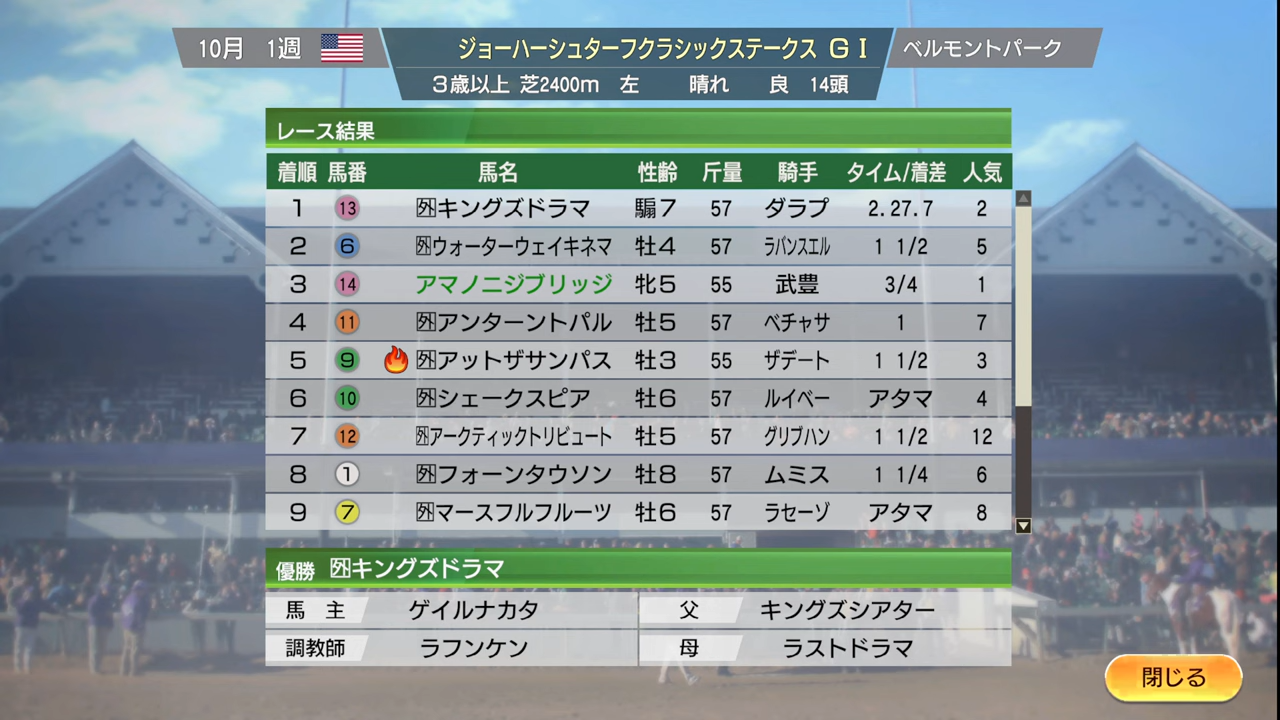 10月 1週 ジョーハーシュターフクラシックステークス GⅠ ベルモントパーク
3歳以上 芝2400m 左 晴れ 良 14頭
レース結果
着順 馬番 馬名 性齢 斤量 騎手 タイム/着差 人気
1 13 外キングズドラマ 騸7 57 ダラプ 2.27.7 2
2 6 外ウォーターウェイキネマ 牡4 57 ラバンスエル 1 1/2 5
3 14 アマノニジブリッジ 牝5 55 武豊 3/4 1
4 11 外アンターントパル 牡5 57 ベチャサ 1 7
5 9 外アットザサンパス 牡3 55 ザデート 1 1/2 3
6 10 外シェークスピア 牡6 57 ルイベー アタマ 4
7 12 外アークティックトリビュート 牡5 57 グリブハン 1 1/2 12
8 1 外フォーンタウソン 牡8 57 ムミス 1 1/4 6
9 7 外マースフルフルーツ 牡6 57 ラセーゾ アタマ 8
優勝 外キングズドラマ
馬主 ゲイルナカタ 父 キングズシアター
調教師 ラフンケン 母 ラストドラマ
閉じる